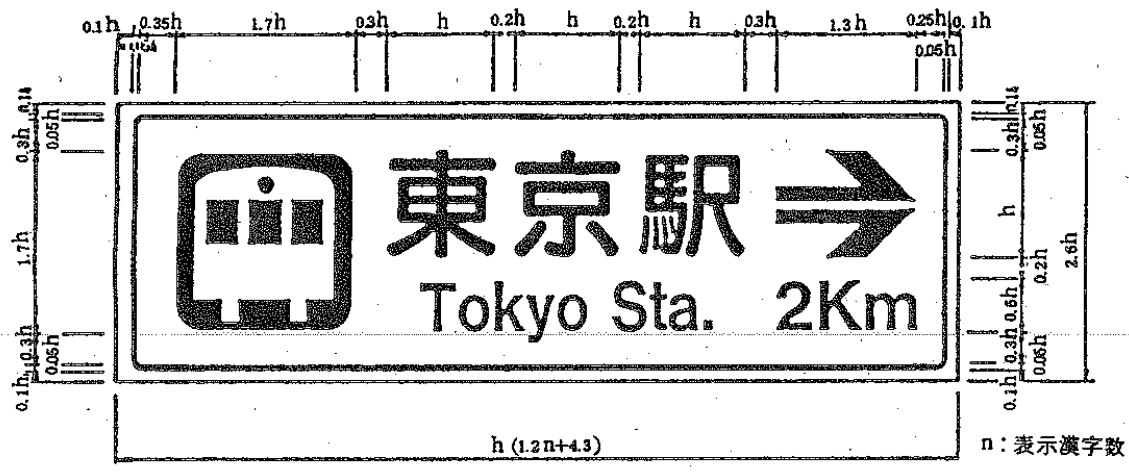 0.1h 0.35h 1.7h 0.3h h 0.2h h 0.2h h 0.3h 1.3h 0.25h 0.1h
0.05h
0.3h 0.05h
1.7h
0.3h 0.05h
0.1h
東京駅
Tokyo Sta. 2Km
0.3h 0.05h
h
0.2h
0.6h
0.3h 0.05h
0.1h
2.6h
h (1.2n+4.3)
n：表示漢字数